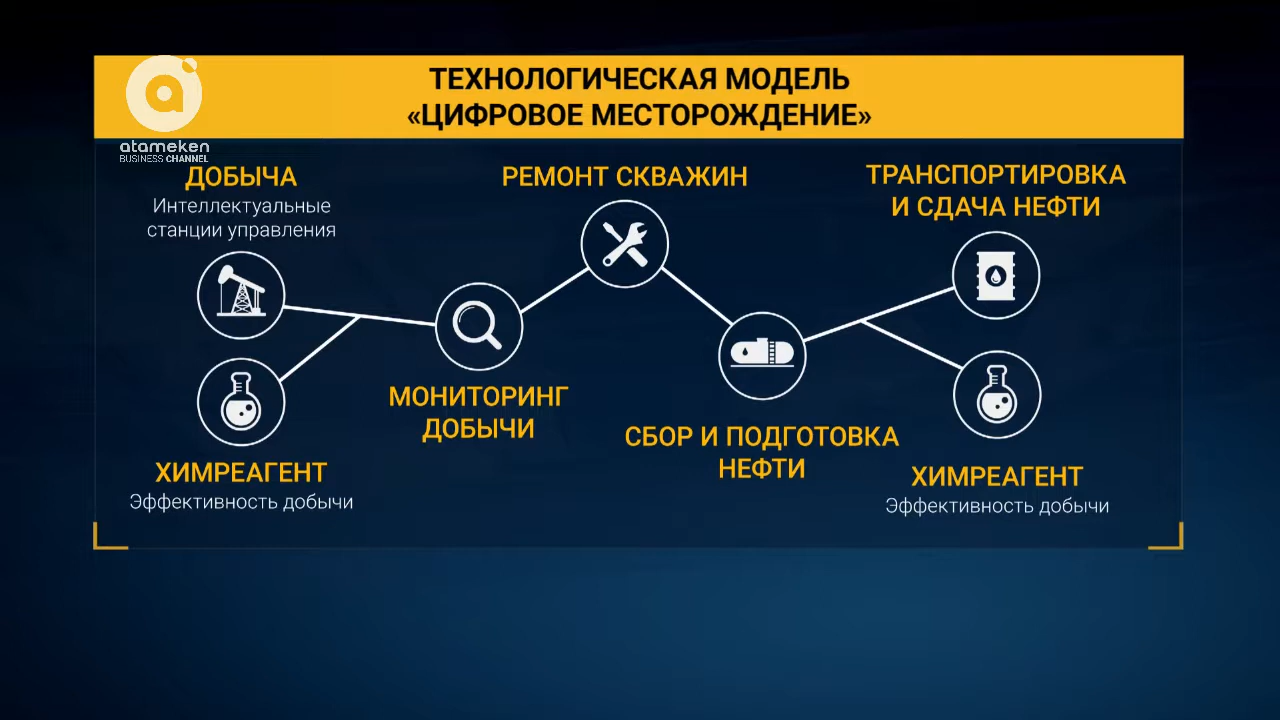 ТЕХНОЛОГИЧЕСКАЯ МОДЕЛЬ
«ЦИФРОВОЕ МЕСТОРОЖДЕНИЕ»
atameken
BUSINESS CHANNEL
ДОБЫЧА
Интеллектуальные
станции управления
ХИМРЕАГЕНТ
Эффективность добычи
МОНИТОРИНГ
ДОБЫЧИ
РЕМОНТ СКВАЖИН
СБОР И ПОДГОТОВКА
НЕФТИ
ТРАНСПОРТИРОВКА
И СДАЧА НЕФТИ
ХИМРЕАГЕНТ
Эффективность добычи